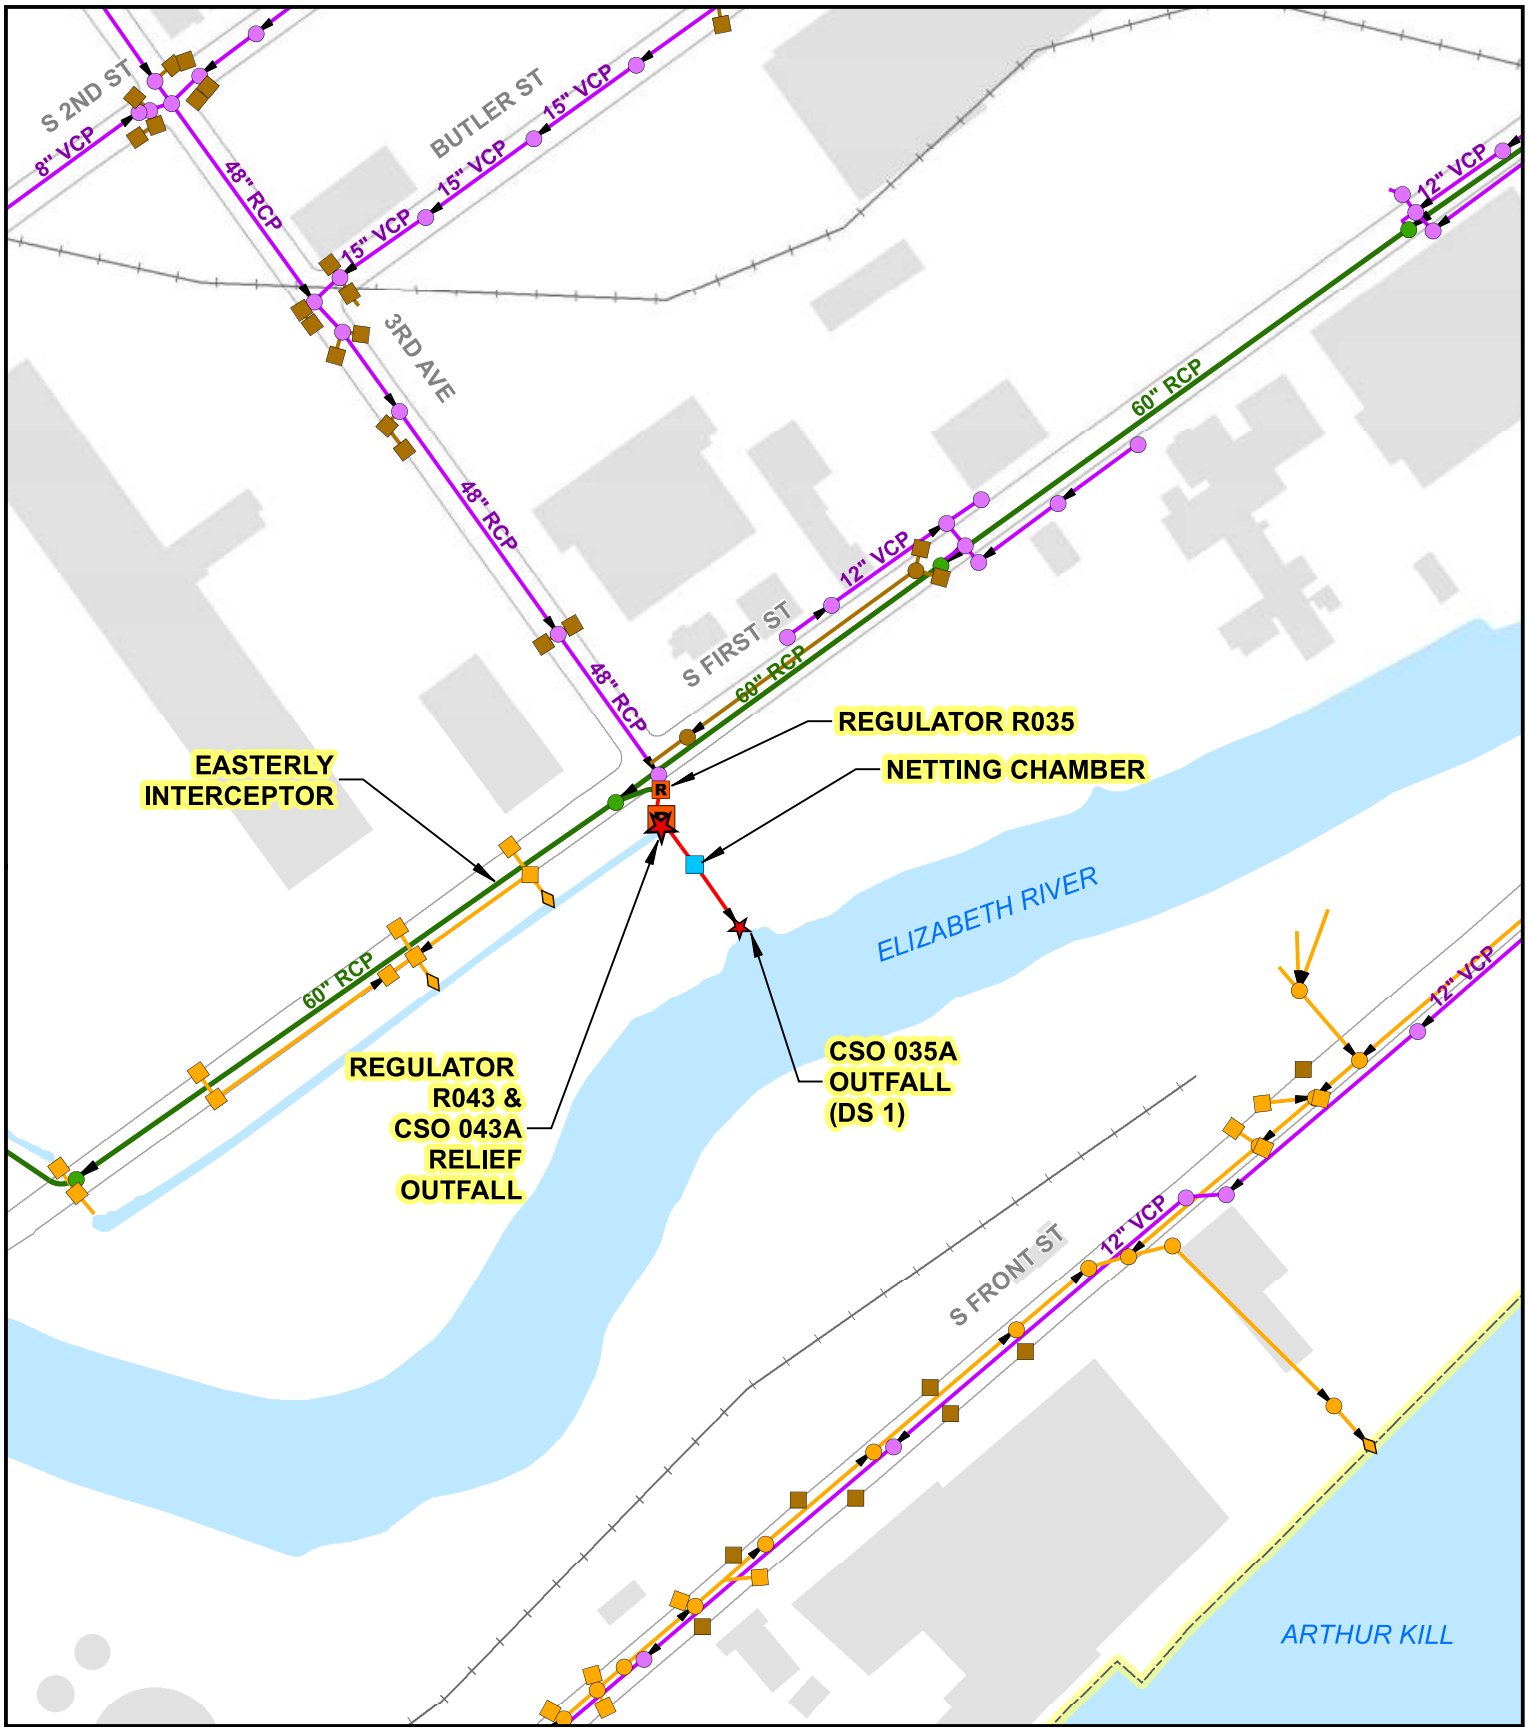 S 2ND ST
8" VCP
48" RCP
BUTLER ST
15" VCP
15" VCP
15" VCP
12" VCP
3RD AVE
60" RCP
48" RCP
12" VCP
S FIRST ST
60" RCP
48" RCP
REGULATOR R035
NETTING CHAMBER
EASTERLY
INTERCEPTOR
R
ELIZABETH RIVER
60" RCP
12" VCP
REGULATOR
R043 &
CSO 043A
RELIEF
OUTFALL
CSO 035A
OUTFALL
(DS 1)
12" VCP
S FRONT ST
ARTHUR KILL